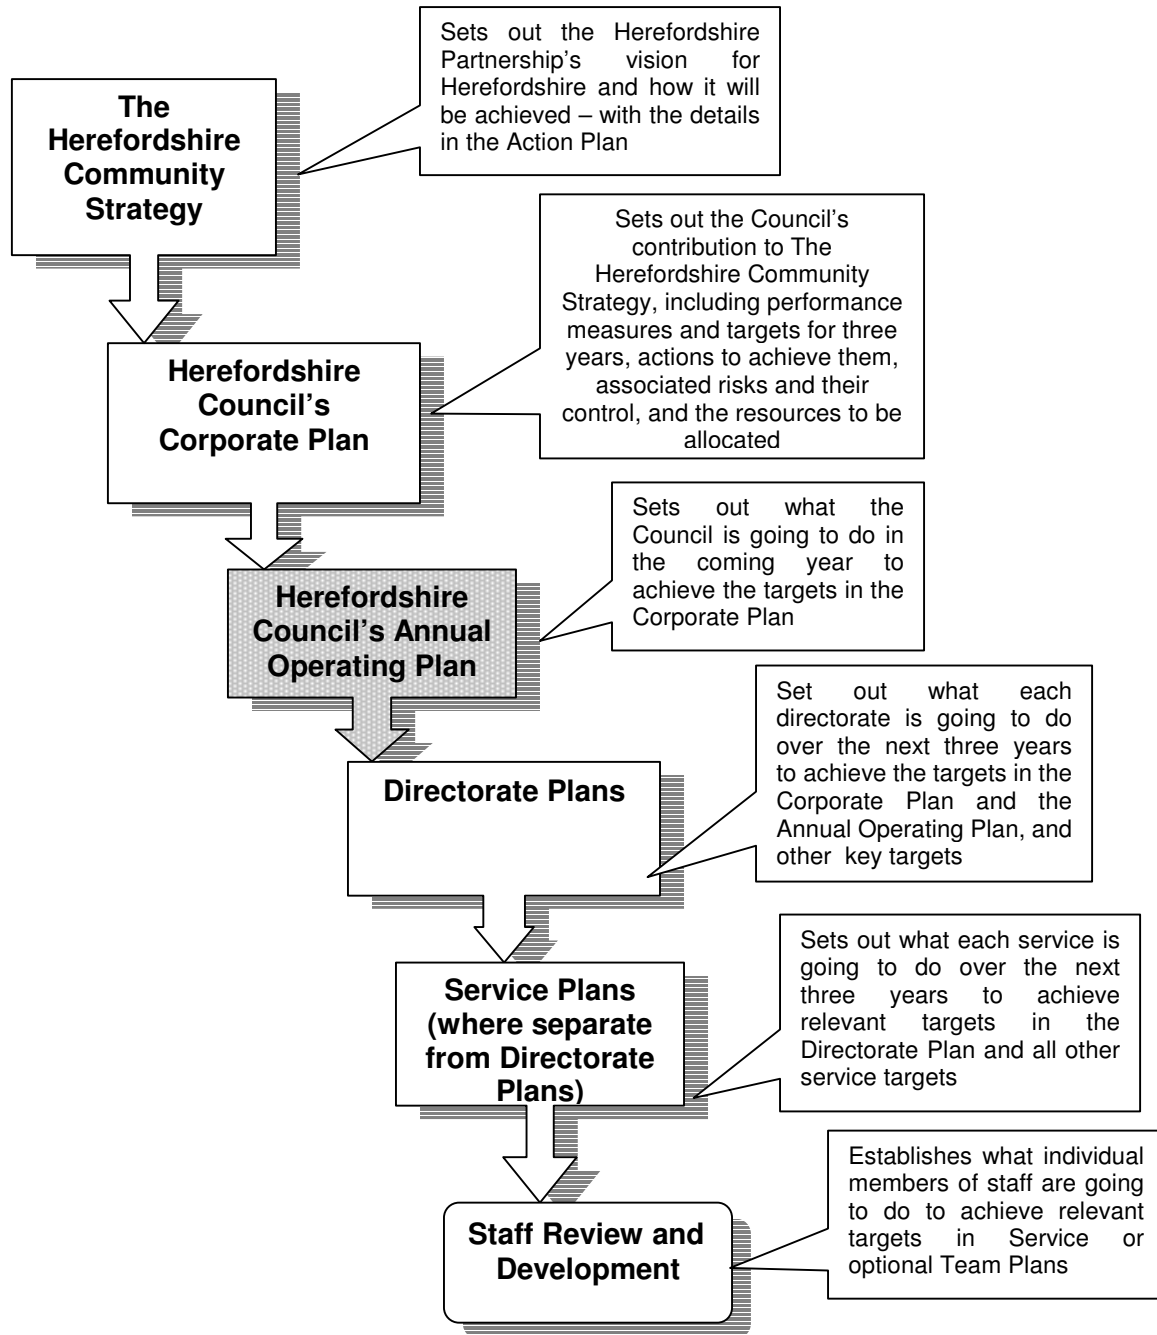 Sets out the Herefordshire
Partnership's vision for
Herefordshire and how it will
be achieved – with the details
in the Action Plan
The
Herefordshire
Community
Strategy
Sets out the Council's
contribution to The
Herefordshire Community
Strategy, including performance
measures and targets for three
years, actions to achieve them,
associated risks and their
control, and the resources to be
allocated
Herefordshire
Council's
Corporate Plan
Sets out what the
Council is going to do in
the coming year to
achieve the targets in the
Corporate Plan
Herefordshire
Council's Annual
Operating Plan
Set out what each
directorate is going to do
over the next three years
to achieve the targets in the
Corporate Plan and the
Annual Operating Plan, and
other key targets
Directorate Plans
Sets out what each service is
going to do over the next
three years to achieve
relevant targets in the
Directorate Plan and all other
service targets
Service Plans
(where separate
from Directorate
Plans)
Establishes what individual
members of staff are going
to do to achieve relevant
targets in Service or
optional Team Plans
Staff Review and
Development